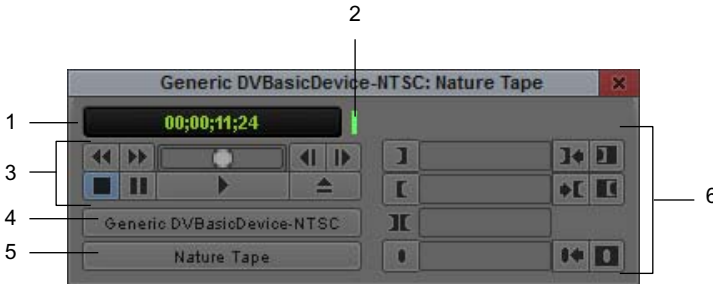 2
Generic DVBasicDevice-NTSC: Nature Tape
1
00;00;11;24
3
6
4
Generic DVBasicDevice-NTSC
5
Nature Tape